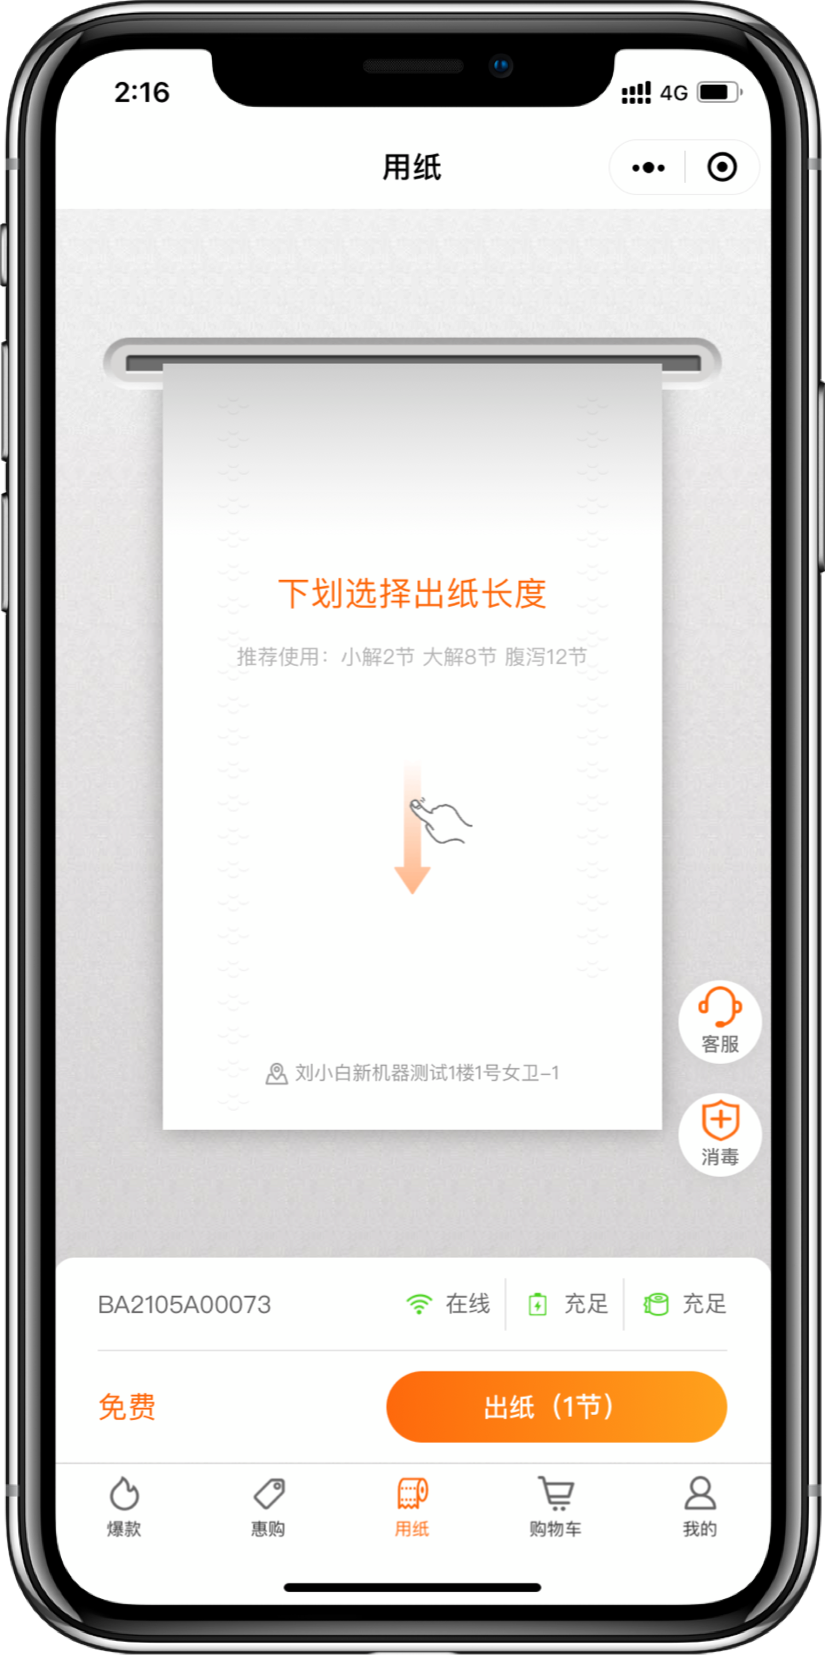 2:16
4G
用纸
下划选择出纸长度
推荐使用：小解2节 大解8节 腹泻12节
刘小白新机器测试1楼1号女卫-1
客服
消毒
BA2105A00073 在线 充足 充足
免费 出纸（1节）
爆款 惠购 用纸 购物车 我的